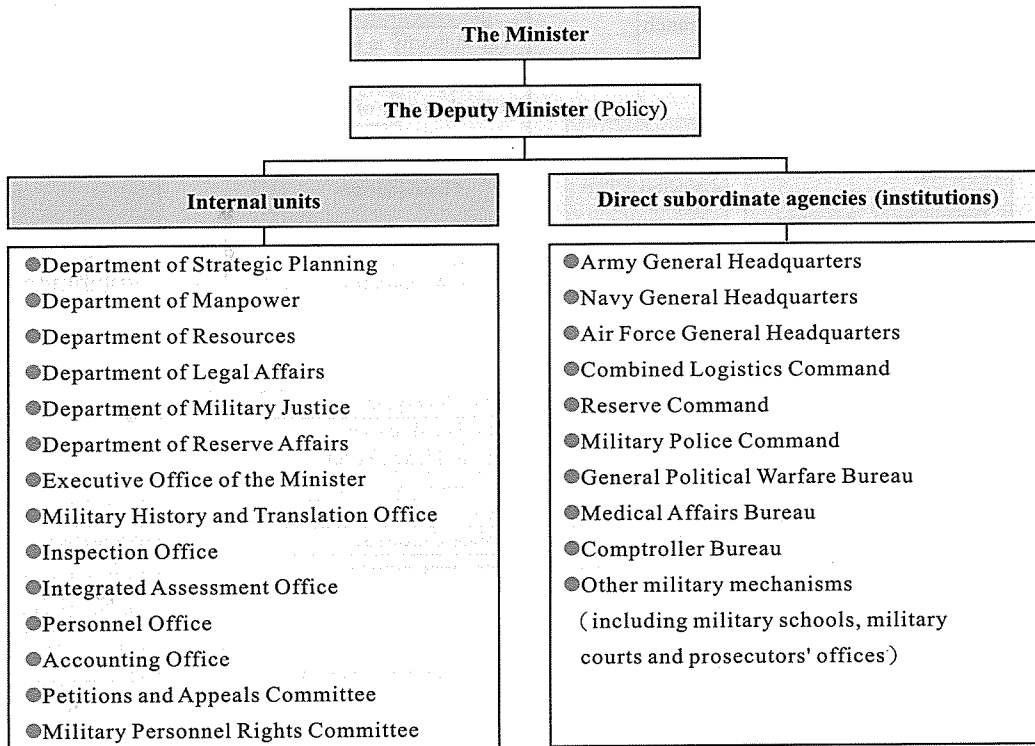 The Minister
The Deputy Minister (Policy)
Internal units
●Department of Strategic Planning
●Department of Manpower
●Department of Resources
●Department of Legal Affairs
●Department of Military Justice
●Department of Reserve Affairs
●Executive Office of the Minister
●Military History and Translation Office
●Inspection Office
●Integrated Assessment Office
●Personnel Office
●Accounting Office
●Petitions and Appeals Committee
●Military Personnel Rights Committee
Direct subordinate agencies (institutions)
●Army General Headquarters
●Navy General Headquarters
●Air Force General Headquarters
●Combined Logistics Command
●Reserve Command
●Military Police Command
●General Political Warfare Bureau
●Medical Affairs Bureau
●Comptroller Bureau
●Other military mechanisms
(including military schools, military
courts and prosecutors' offices)